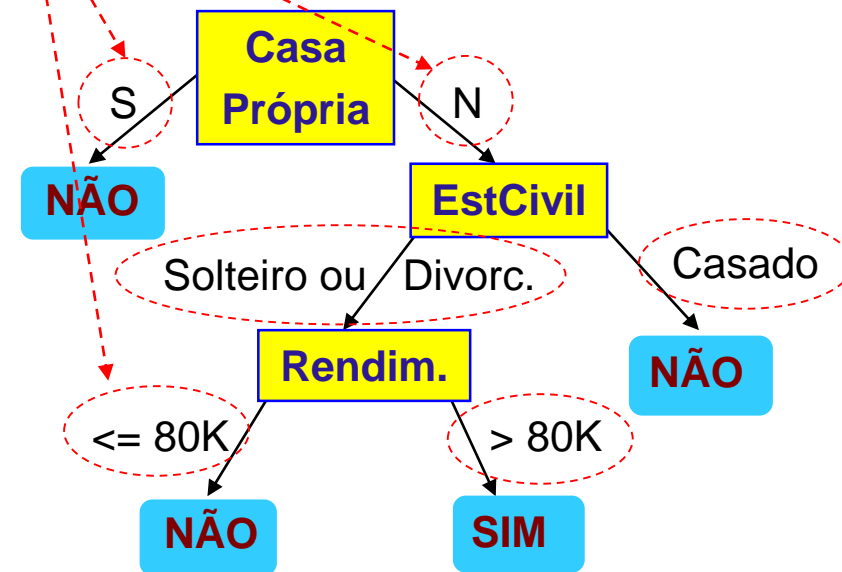 Casa
Própria
S
N
NÃO
EstCivil
Solteiro ou Divorc.
Casado
Rendim.
NÃO
<= 80K
> 80K
NÃO
SIM